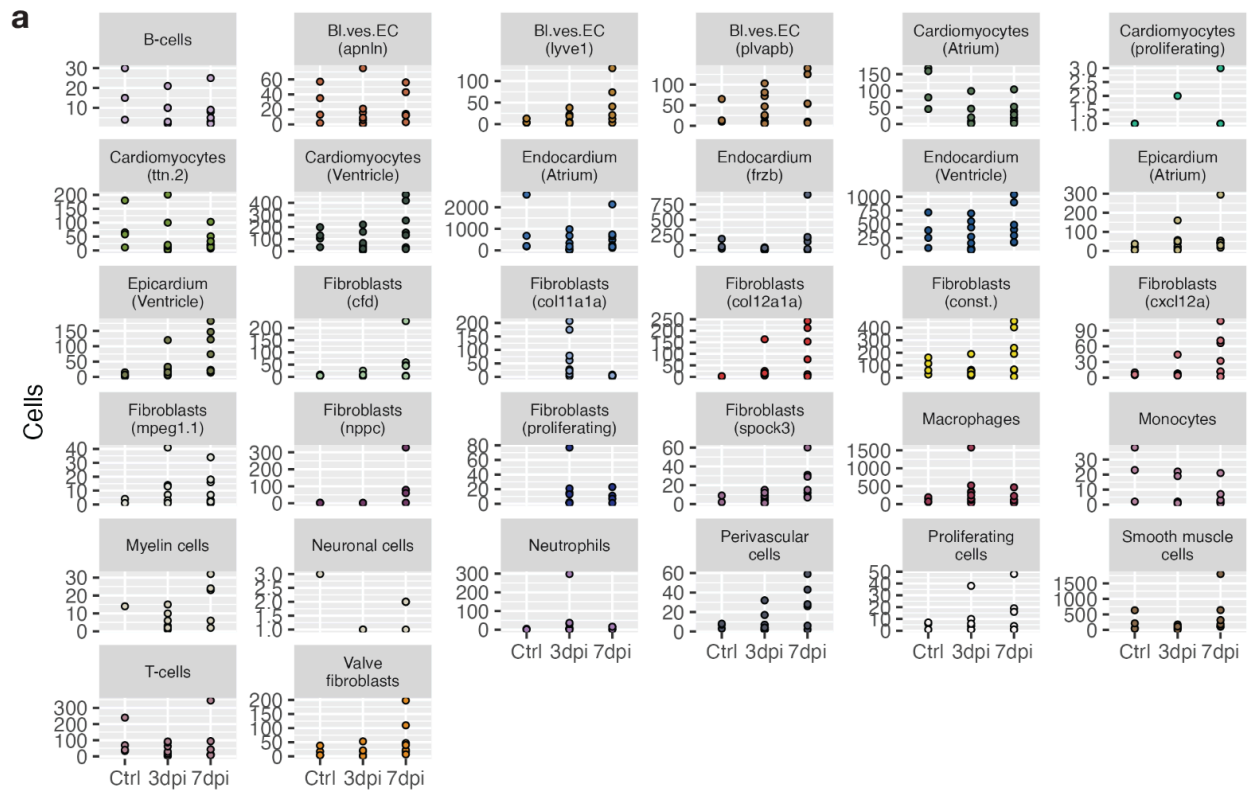 a
B-cells
Bl.ves.EC
(apnln)
Bl.ves.EC
(lyve1)
Bl.ves.EC
(plvapb)
Cardiomyocytes
(Atrium)
Cardiomyocytes
(proliferating)
30
20
10
60
40
20
0
100
50
0
100
50
0
150
100
50
0
3.0
2.5
2.0
1.5
1.0
Cardiomyocytes
(ttn.2)
Cardiomyocytes
(Ventricle)
Endocardium
(Atrium)
Endocardium
(frzb)
Endocardium
(Ventricle)
Epicardium
(Atrium)
200
150
100
50
0
400
300
200
100
0
2000
1000
0
750
500
250
0
1000
750
500
250
0
300
200
100
0
Epicardium
(Ventricle)
Fibroblasts
(cfd)
Fibroblasts
(col11a1a)
Fibroblasts
(col12a1a)
Fibroblasts
(const.)
Fibroblasts
(cxcl12a)
150
100
50
0
200
150
100
50
0
200
150
100
50
0
250
200
150
100
50
0
400
300
200
100
0
90
60
30
0
Cells
Fibroblasts
(mpeg1.1)
Fibroblasts
(nppc)
Fibroblasts
(proliferating)
Fibroblasts
(spock3)
Macrophages
Monocytes
40
30
20
10
0
300
200
100
0
80
60
40
20
0
60
40
20
0
1500
1000
500
0
30
20
10
0
Myelin cells
Neuronal cells
Neutrophils
Perivascular
cells
Proliferating
cells
Smooth muscle
cells
30
20
10
0
3.0
2.5
2.0
1.5
1.0
300
200
100
0
60
40
20
0
50
40
30
20
10
0
1500
1000
500
0
Ctrl 3dpi 7dpi
Ctrl 3dpi 7dpi
Ctrl 3dpi 7dpi
Ctrl 3dpi 7dpi
T-cells
Valve
fibroblasts
300
200
100
0
200
150
100
50
0
Ctrl 3dpi 7dpi
Ctrl 3dpi 7dpi